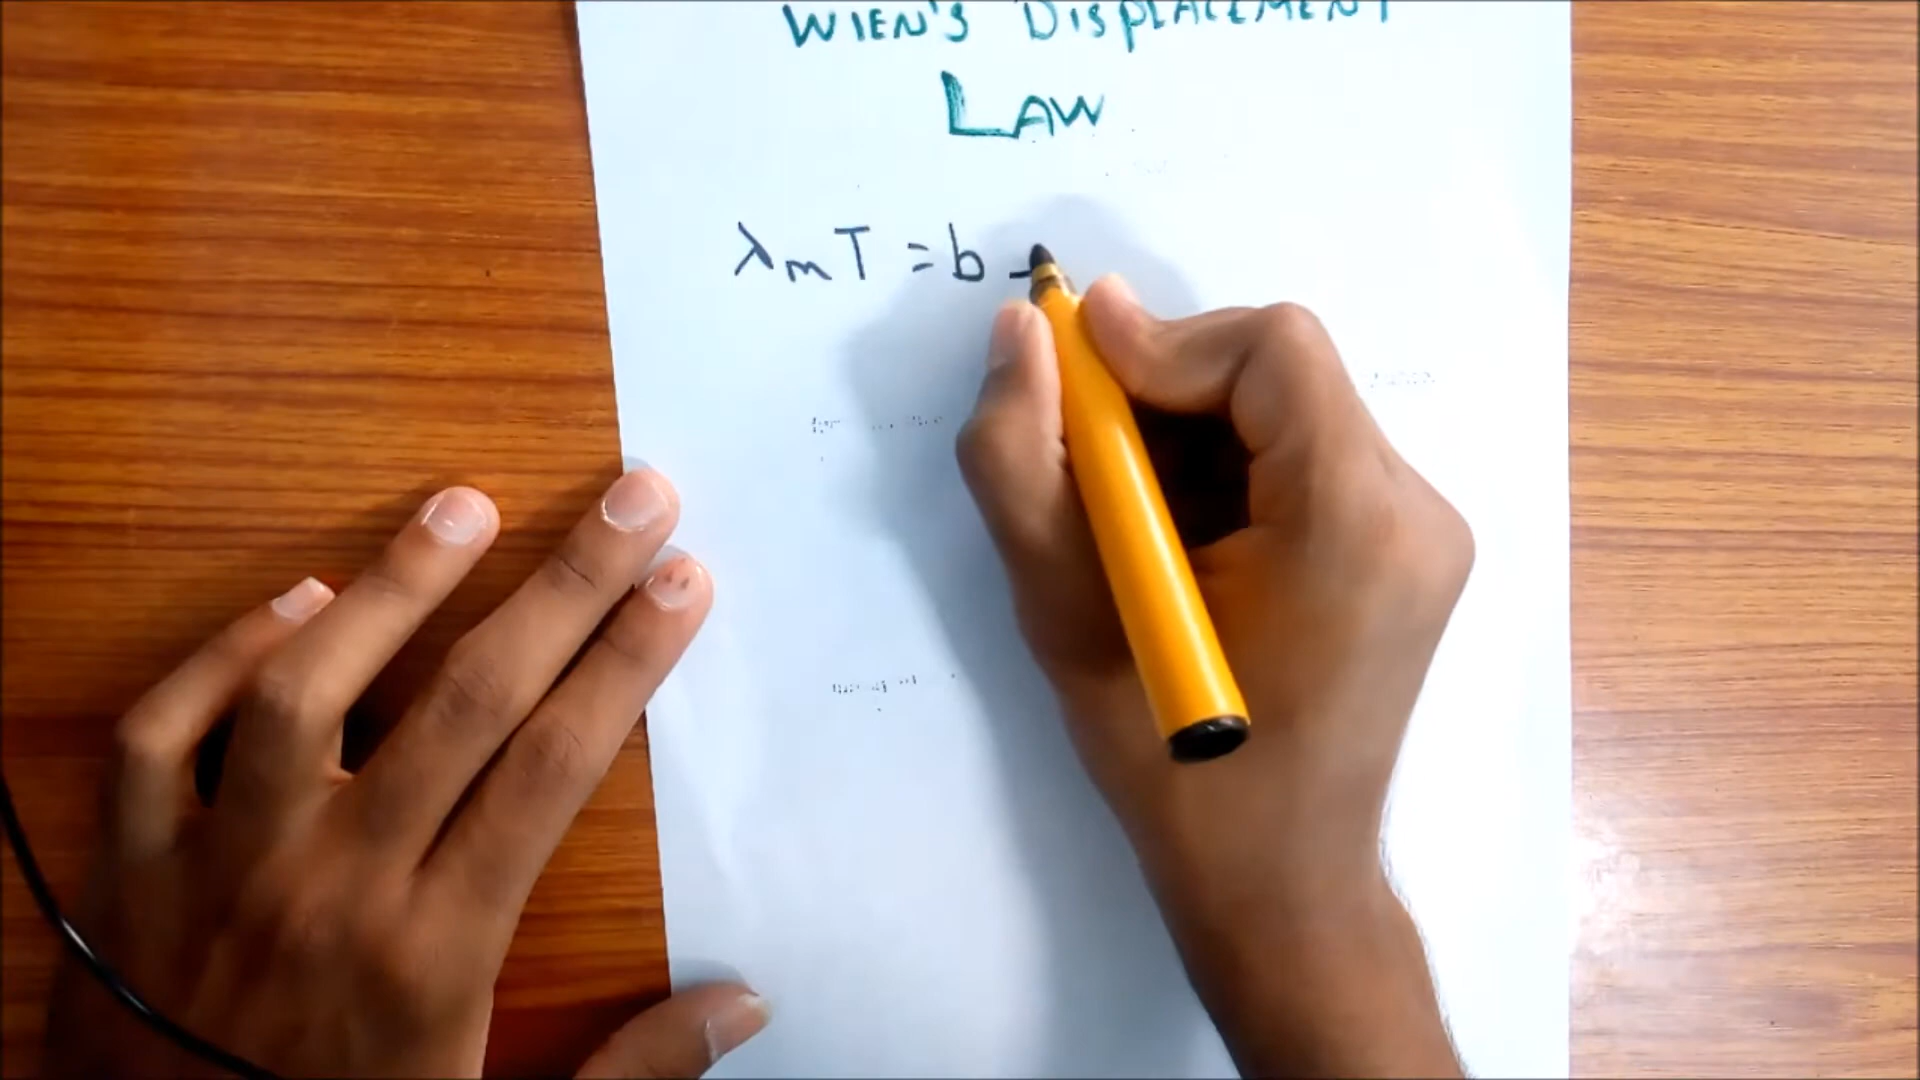 WIEN'S DISPLACEMENT
LAW
λₘT = b -